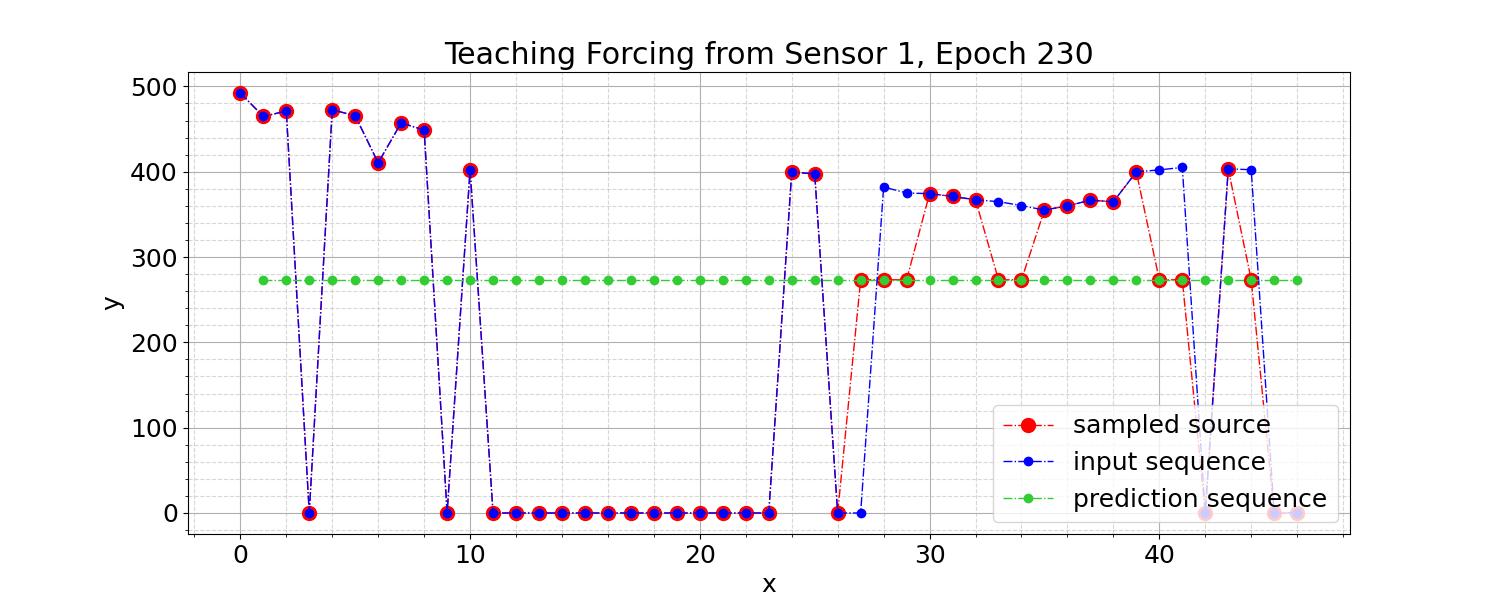 Teaching Forcing from Sensor 1, Epoch 230
500
400
300
200
100
0
y
sampled source
input sequence
prediction sequence
0 10 20 30 40
x